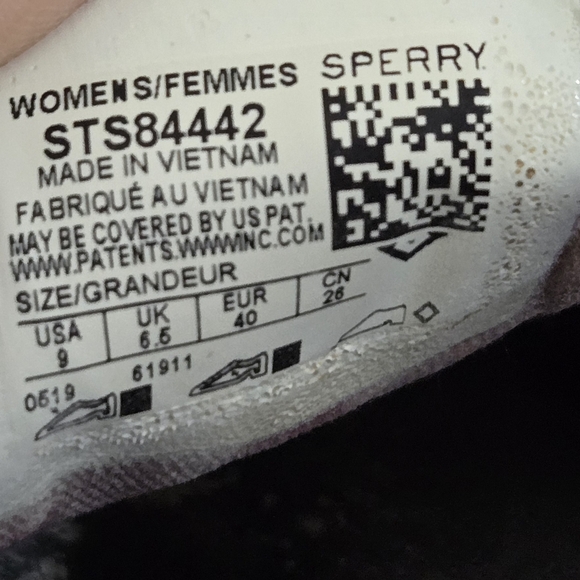 WOMENS/FEMMES
SPERRY
STS84442
MADE IN VIETNAM
FABRIQUÉ AU VIETNAM
MAY BE COVERED BY US PAT.
WWW.PATENTS.WWWINC.COM
SIZE/GRANDEUR
USA UK EUR CN
9 6.5 40 26
0519 61911